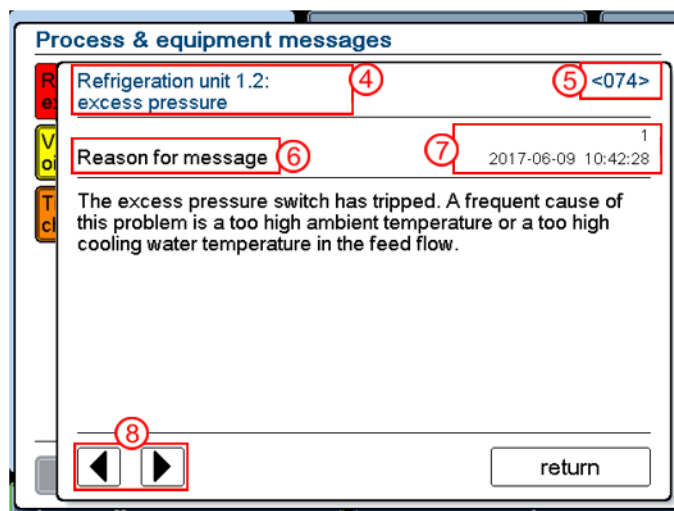 Process & equipment messages
R
e
Refrigeration unit 1.2:
excess pressure
4
5
<074>
V
oi
Reason for message
6
7
1
2017-06-09 10:42:28
T
cl
The excess pressure switch has tripped. A frequent cause of
this problem is a too high ambient temperature or a too high
cooling water temperature in the feed flow.
8
return